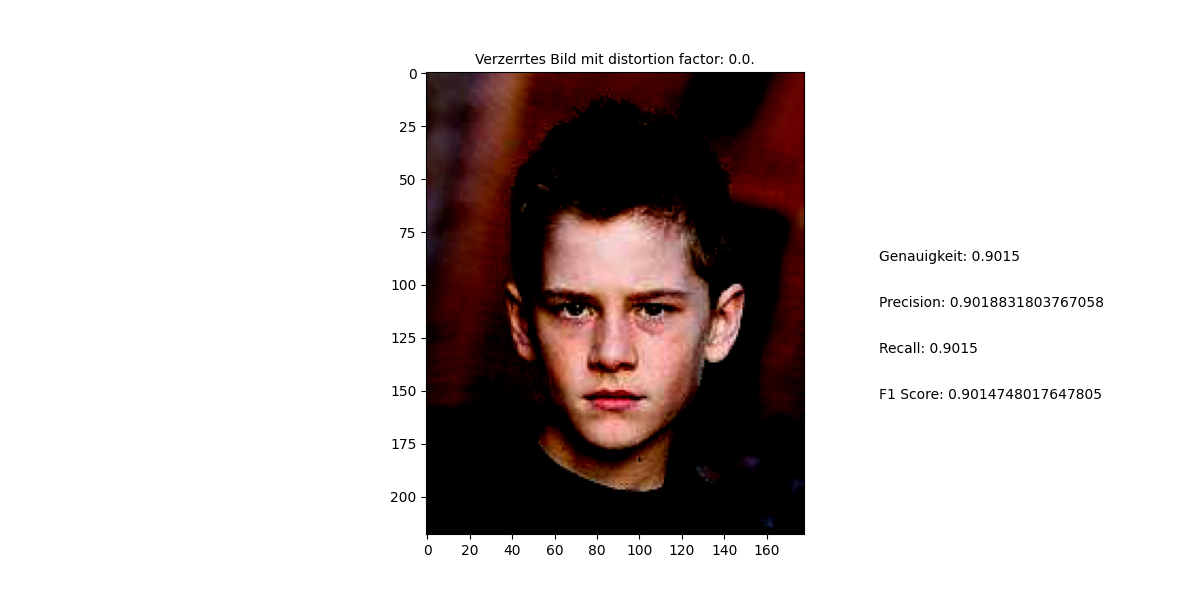 Verzerrtes Bild mit distortion factor: 0.0.
0
25
50
75
100
125
150
175
200
0 20 40 60 80 100 120 140 160
Genauigkeit: 0.9015
Precision: 0.9018831803767058
Recall: 0.9015
F1 Score: 0.9014748017647805